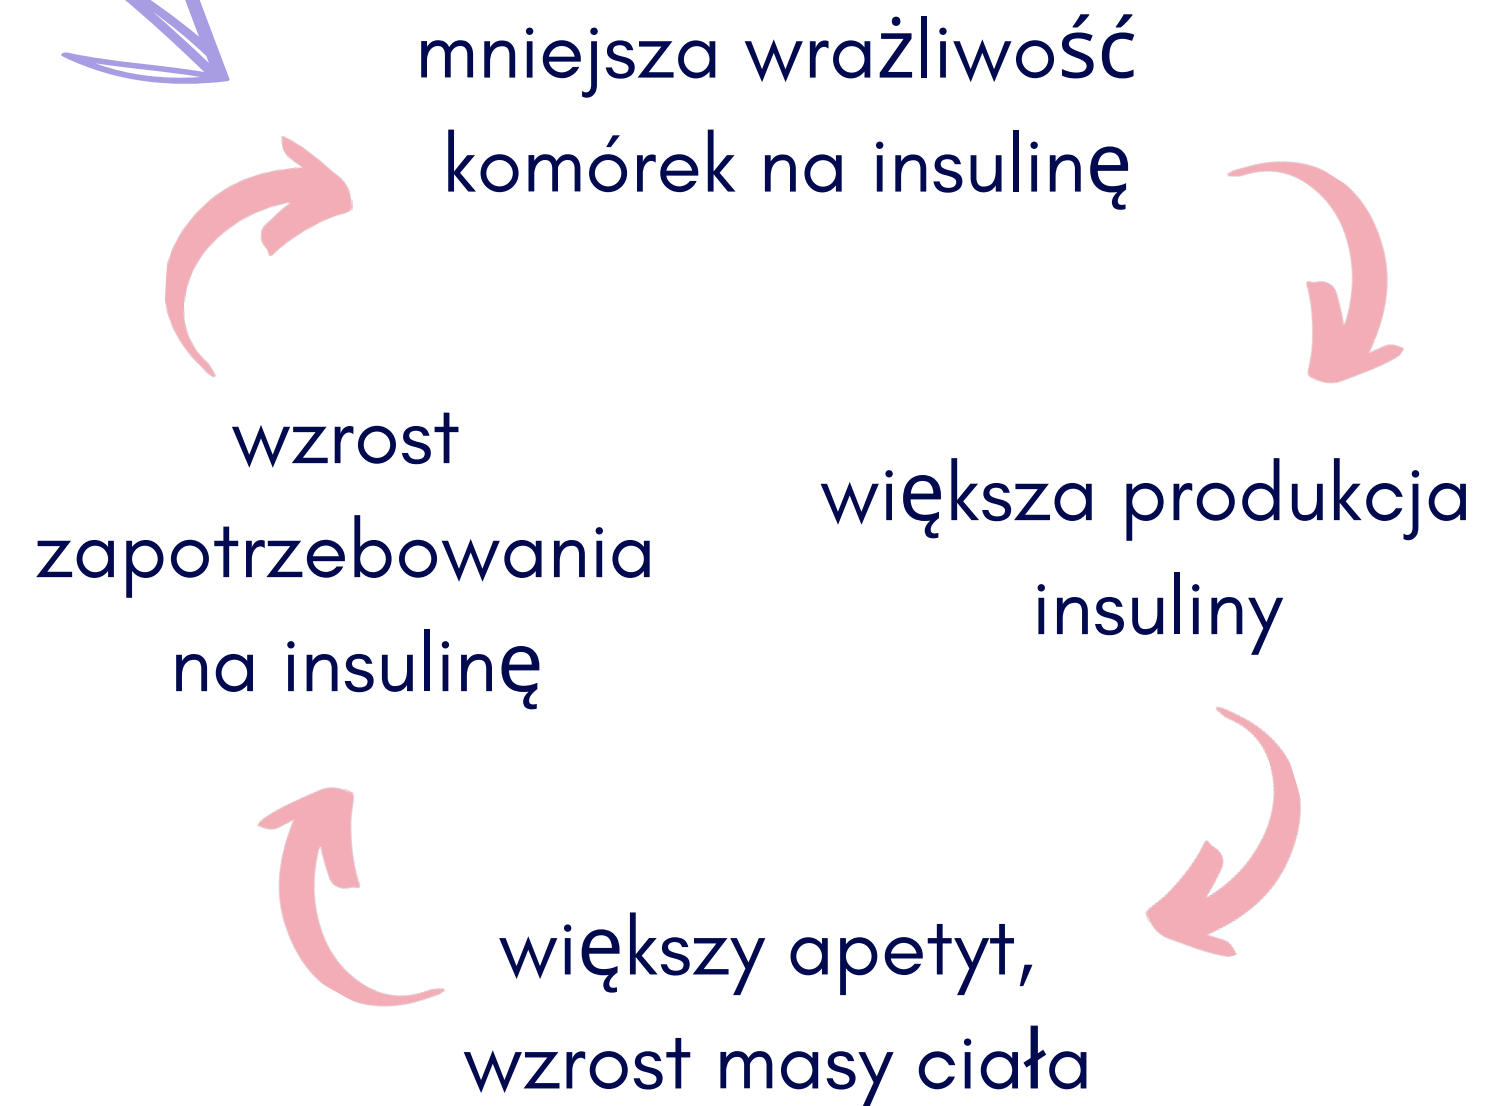 mniejsza wrażliwość
komórek na insulinę
większa produkcja
insuliny
większy apetyt,
wzrost masy ciała
wzrost
zapotrzebowania
na insulinę